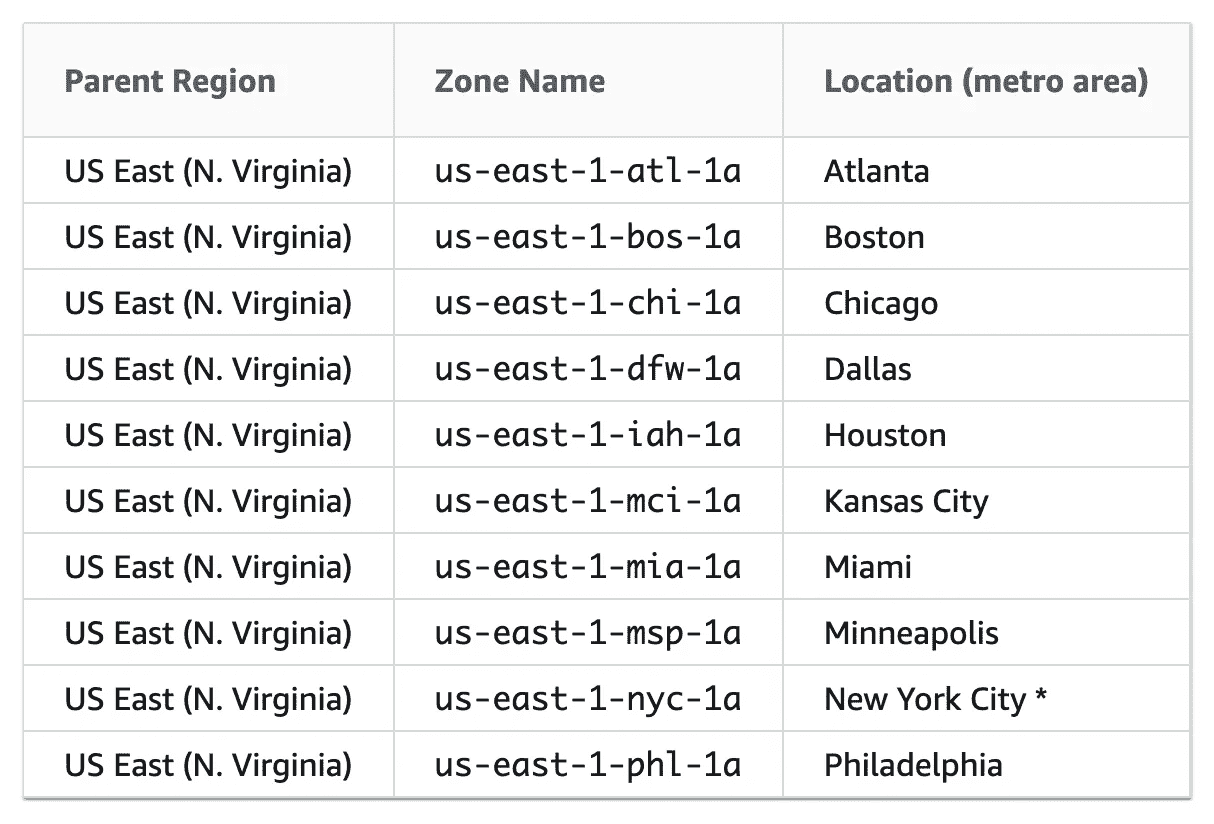 Parent Region Zone Name Location (metro area)
US East (N. Virginia) us-east-1-atl-1a Atlanta
US East (N. Virginia) us-east-1-bos-1a Boston
US East (N. Virginia) us-east-1-chi-1a Chicago
US East (N. Virginia) us-east-1-dfw-1a Dallas
US East (N. Virginia) us-east-1-iah-1a Houston
US East (N. Virginia) us-east-1-mci-1a Kansas City
US East (N. Virginia) us-east-1-mia-1a Miami
US East (N. Virginia) us-east-1-msp-1a Minneapolis
US East (N. Virginia) us-east-1-nyc-1a New York City *
US East (N. Virginia) us-east-1-phl-1a Philadelphia